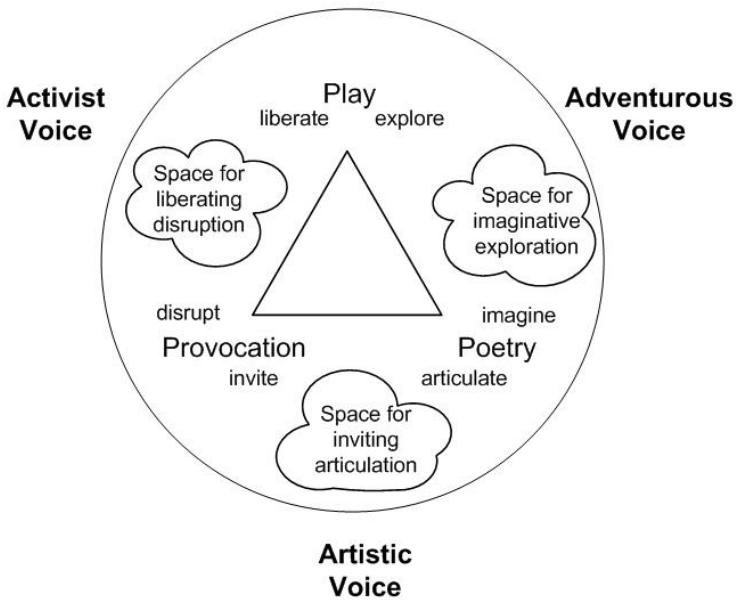 Play
Activist
Voice
Adventurous
Voice
liberate explore
Space for
liberating
disruption
Space for
imaginative
exploration
disrupt
imagine
Provocation
Poetry
invite
articulate
Space for
inviting
articulation
Artistic
Voice